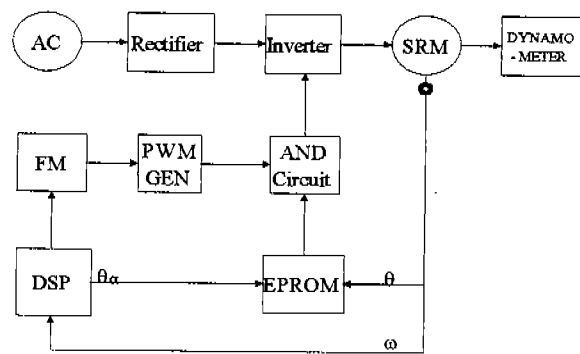 AC
Rectifier
Inverter
SRM
DYNAMO
- METER
FM
PWM
GEN
AND
Circuit
DSP
θα
EPROM
θ
ω